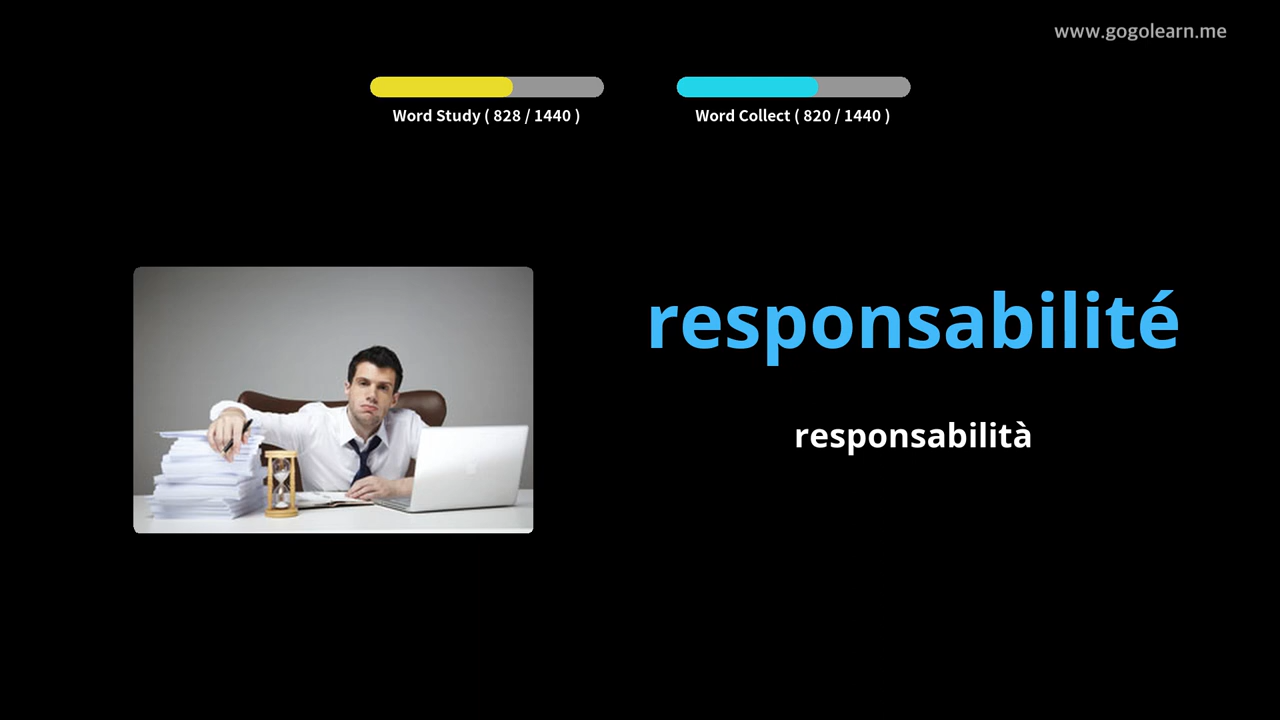 www.gogolearn.me
Word Study ( 828 / 1440 )
Word Collect ( 820 / 1440 )
responsabilité
responsabilità